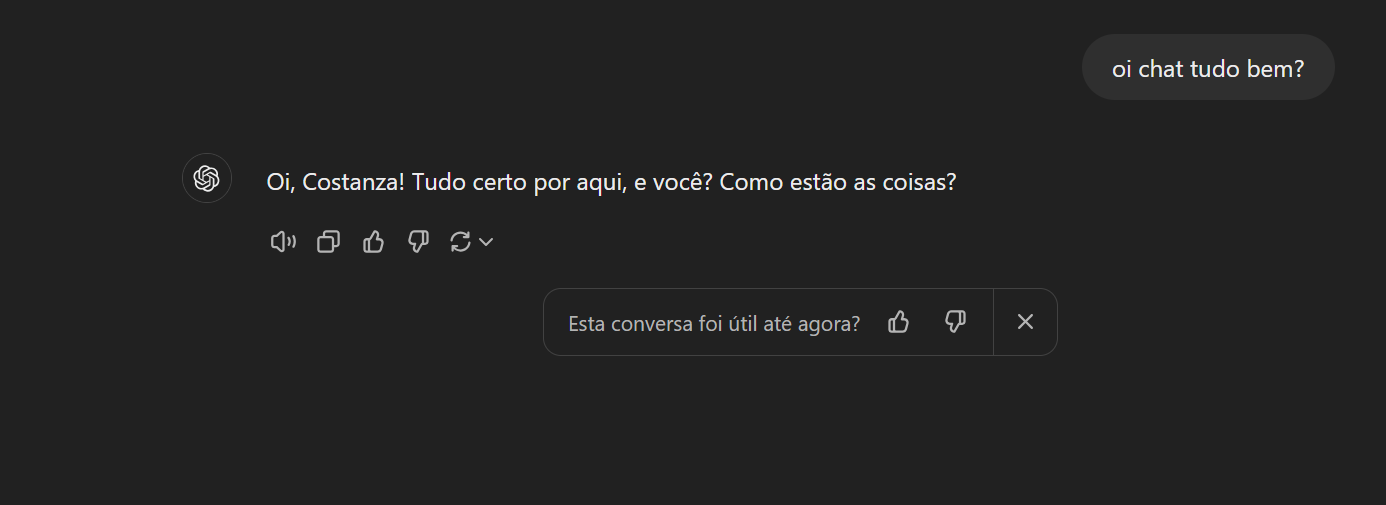 oi chat tudo bem?
Oi, Costanza! Tudo certo por aqui, e você? Como estão as coisas?
Esta conversa foi útil até agora?